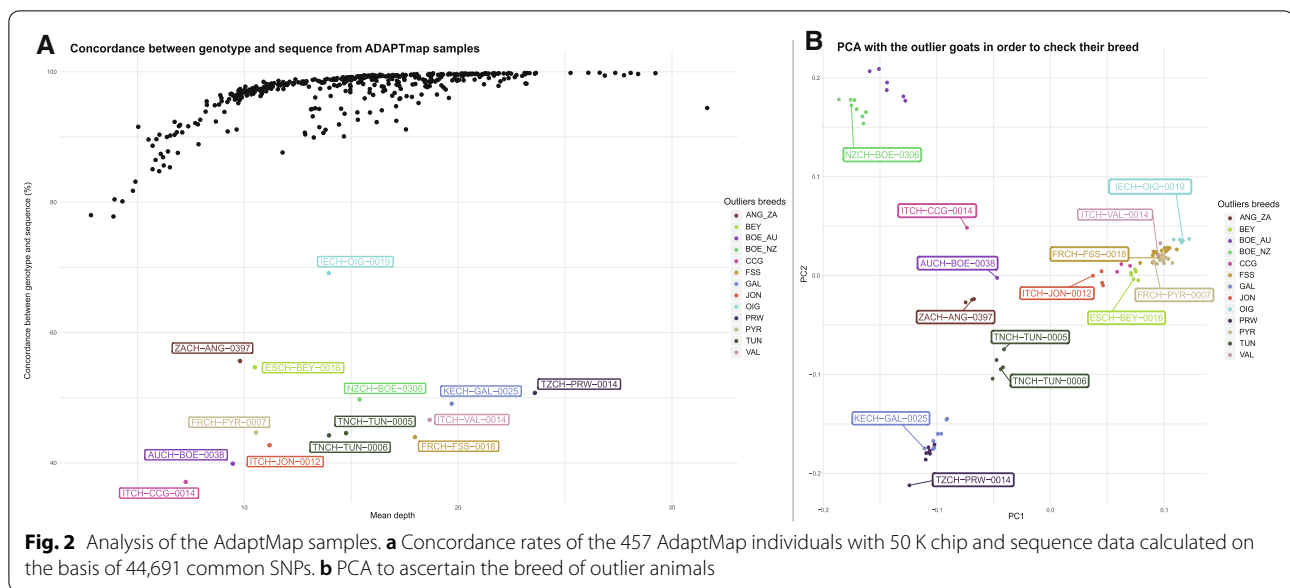 A
Concordance between genotype and sequence from ADAPTmap samples
Concordance between genotype and sequence (%)
100
80
60
40
10
20
30
Mean depth
IECH-OIG-0019
ZACH-ANG-0397
ESCH-BEY-0016
NZCH-BOE-0306
KECH-GAL-0025
TZCH-PRW-0014
FRCH-PYR-0007
TNCH-TUN-0005
ITCH-VAL-0014
TNCH-TUN-0006
FRCH-FSS-0018
AUCH-BOE-0038
ITCH-JON-0012
ITCH-CCG-0014
Outliers breeds
ANG_ZA
BEY
BOE_AU
BOE_NZ
CCG
FSS
GAL
JON
OIG
PRW
PYR
TUN
VAL
B
PCA with the outlier goats in order to check their breed
PC2
0.2
0.1
0.0
−0.1
−0.2
−0.2
−0.1
0.0
0.1
PC1
NZCH-BOE-0306
IECH-OIG-0019
ITCH-CCG-0014
ITCH-VAL-0014
FRCH-FSS-0018
AUCH-BOE-0038
ITCH-JON-0012
FRCH-PYR-0007
ZACH-ANG-0397
ESCH-BEY-0016
TNCH-TUN-0005
TNCH-TUN-0006
KECH-GAL-0025
TZCH-PRW-0014
Outliers breeds
ANG_ZA
BEY
BOE_AU
BOE_NZ
CCG
FSS
GAL
JON
OIG
PRW
PYR
TUN
VAL
Fig. 2 Analysis of the AdaptMap samples. a Concordance rates of the 457 AdaptMap individuals with 50 K chip and sequence data calculated on
the basis of 44,691 common SNPs. b PCA to ascertain the breed of outlier animals